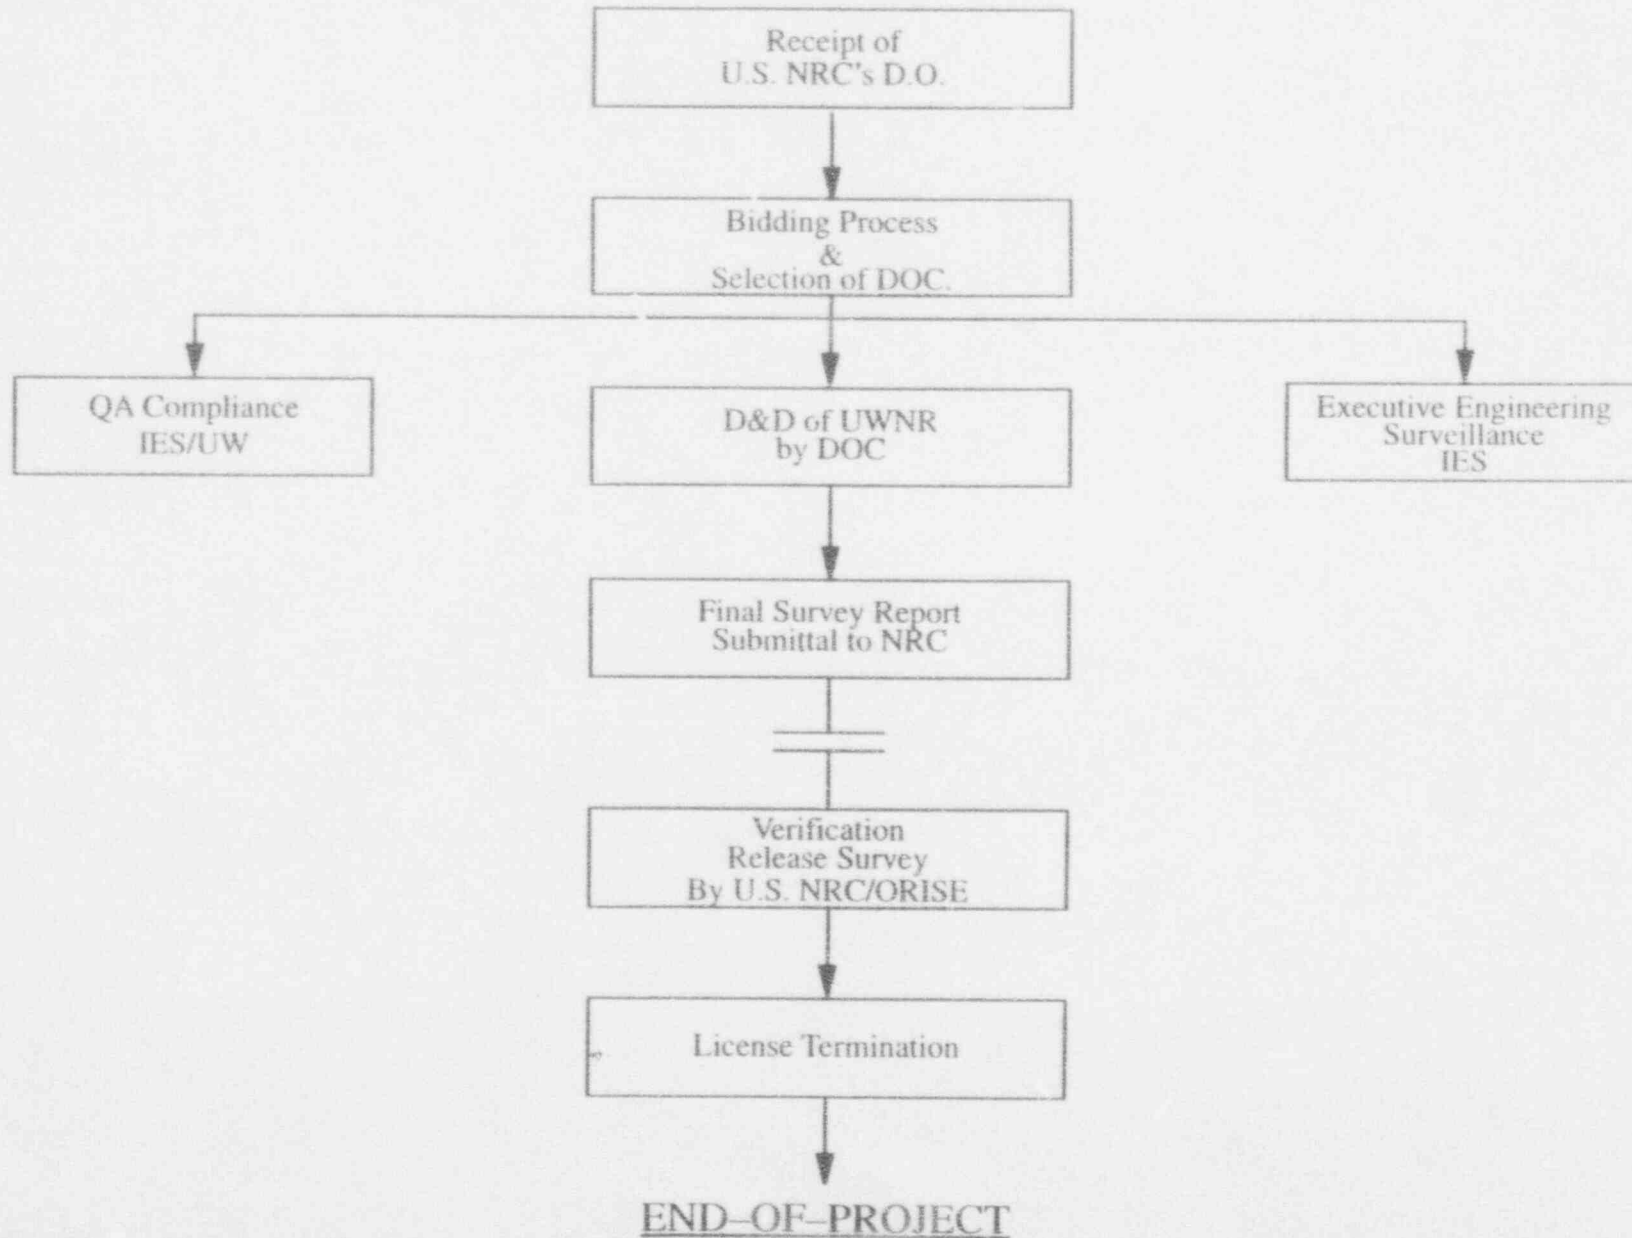 Receipt of
U.S. NRC's D.O.
Bidding Process
&
Selection of DOC.
QA Compliance
IES/UW
D&D of UWNR
by DOC
Executive Engineering
Surveillance
IES
Final Survey Report
Submittal to NRC
Verification
Release Survey
By U.S. NRC/ORISE
License Termination
END–OF–PROJECT